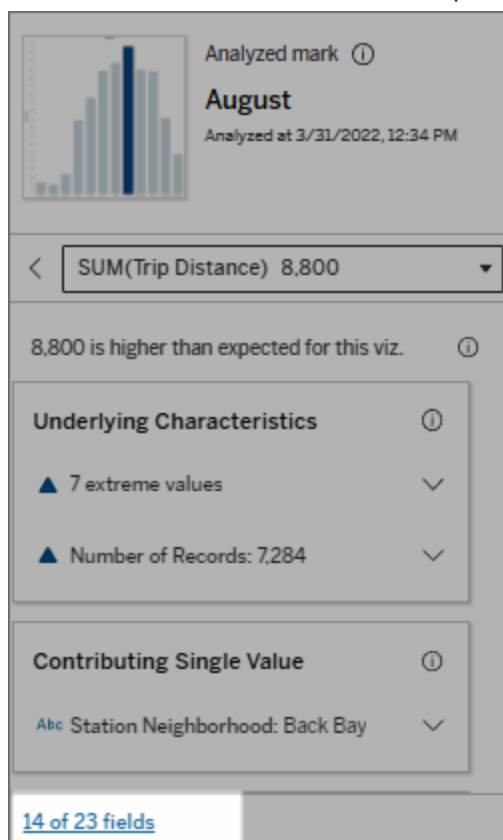 Analyzed mark
August
Analyzed at 3/31/2022, 12:34 PM
SUM(Trip Distance) 8,800
8,800 is higher than expected for this viz.
Underlying Characteristics
7 extreme values
Number of Records: 7,284
Contributing Single Value
Abc Station Neighborhood: Back Bay
14 of 23 fields